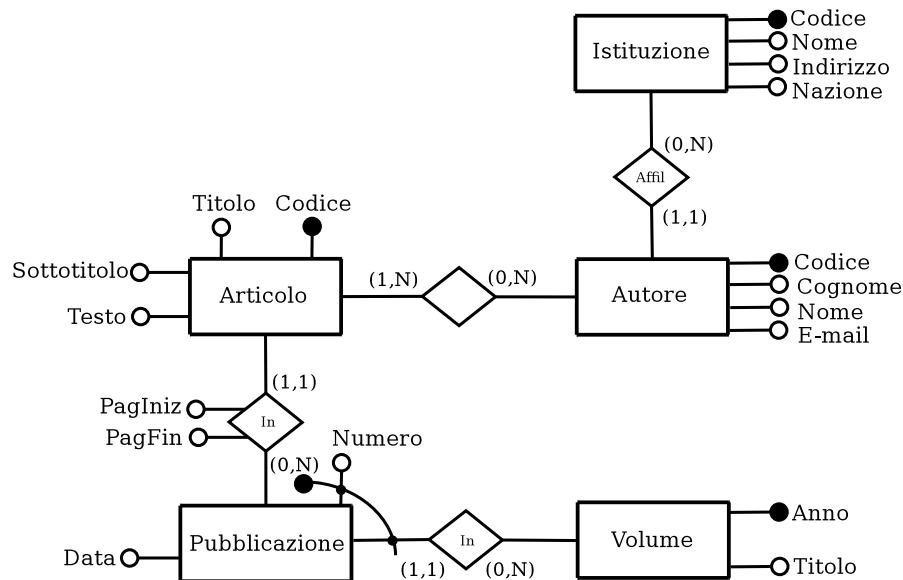 Codice
Istituzione
Nome
Indirizzo
Nazione
(0,N)
Affil
(1,1)
Titolo
Codice
Sottotitolo
Testo
Articolo
(1,N)
(0,N)
Autore
Codice
Cognome
Nome
E-mail
(1,1)
PagIniz
PagFin
In
(0,N)
Numero
Data
Pubblicazione
(1,1)
In
(0,N)
Volume
Anno
Titolo